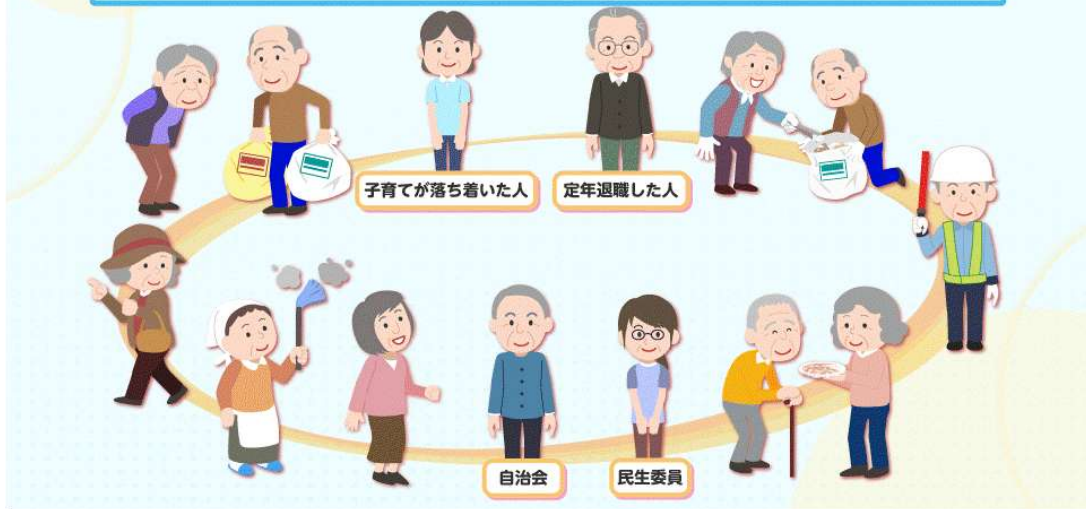 子育てが落ち着いた人
定年退職した人
自治会
民生委員